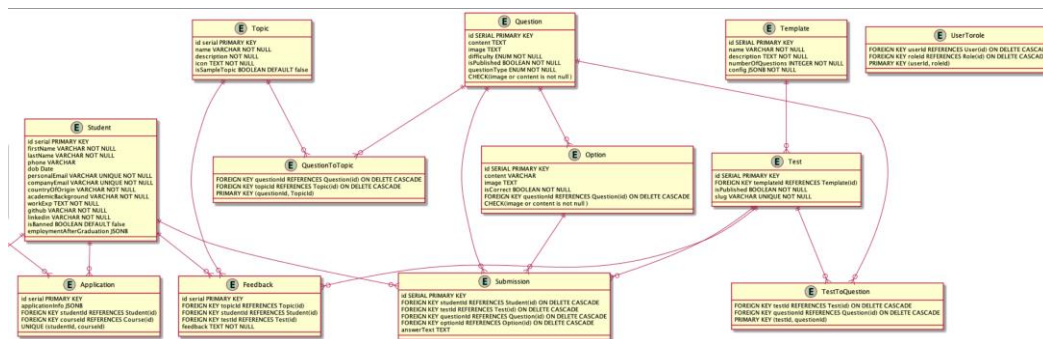 E Topic
id serial PRIMARY KEY
name VARCHAR NOT NULL
description NOT NULL
icon TEXT NOT NULL
isSampleTopic BOOLEAN DEFAULT false
E Question
id SERIAL PRIMARY KEY
content TEXT
image TEXT
difficulty ENUM NOT NULL
isPublished BOOLEAN NOT NULL
questionType ENUM NOT NULL
CHECK(image or content is not null )
E Template
id SERIAL PRIMARY KEY
name VARCHAR NOT NULL
description TEXT NOT NULL
numberOfQuestions INTEGER NOT NULL
config JSONB NOT NULL
E UserTorole
FOREIGN KEY userId REFERENCES User(id) ON DELETE CASCADE
FOREIGN KEY roleId REFERENCES Role(id) ON DELETE CASCADE
PRIMARY KEY (userId, roleId)
E Student
id serial PRIMARY KEY
firstName VARCHAR NOT NULL
lastName VARCHAR NOT NULL
phone VARCHAR
dob Date
personalEmail VARCHAR UNIQUE NOT NULL
companyEmail VARCHAR UNIQUE NOT NULL
countryOfOrigin VARCHAR NOT NULL
academicBackground VARCHAR NOT NULL
workExp TEXT NOT NULL
github VARCHAR NOT NULL
linkedin VARCHAR NOT NULL
isBanned BOOLEAN DEFAULT false
employmentAfterGraduation JSONB
E QuestionToTopic
FOREIGN KEY questionId REFERENCES Question(id) ON DELETE CASCADE
FOREIGN KEY topicId REFERENCES Topic(id) ON DELETE CASCADE
PRIMARY KEY (questionId, TopicId)
E Option
id SERIAL PRIMARY KEY
content VARCHAR
image TEXT
isCorrect BOOLEAN NOT NULL
FOREIGN KEY questionId REFERENCES Question(id) ON DELETE CASCADE
CHECK(image or content is not null )
E Test
id SERIAL PRIMARY KEY
FOREIGN KEY templateId REFERENCES Template(id)
isPublished BOOLEAN NOT NULL
slug VARCHAR UNIQUE NOT NULL
E Application
id serial PRIMARY KEY
applicationInfo JSONB
FOREIGN KEY studentId REFERENCES Student(id)
FOREIGN KEY courseId REFERENCES Course(id)
UNIQUE (studentId, courseId)
E Feedback
id serial PRIMARY KEY
FOREIGN KEY topicId REFERENCES Topic(id)
FOREIGN KEY studentId REFERENCES Student(id)
FOREIGN KEY testId REFERENCES Test(id)
feedback TEXT NOT NULL
E Submission
id SERIAL PRIMARY KEY
FOREIGN KEY studentId REFERENCES Student(id) ON DELETE CASCADE
FOREIGN KEY testId REFERENCES Test(id) ON DELETE CASCADE
FOREIGN KEY questionId REFERENCES Question(id) ON DELETE CASCADE
FOREIGN KEY optionId REFERENCES Option(id) ON DELETE CASCADE
answerText TEXT
E TestToQuestion
FOREIGN KEY testId REFERENCES Test(id) ON DELETE CASCADE
FOREIGN KEY questionId REFERENCES Question(id) ON DELETE CASCADE
PRIMARY KEY (testId, questionId)